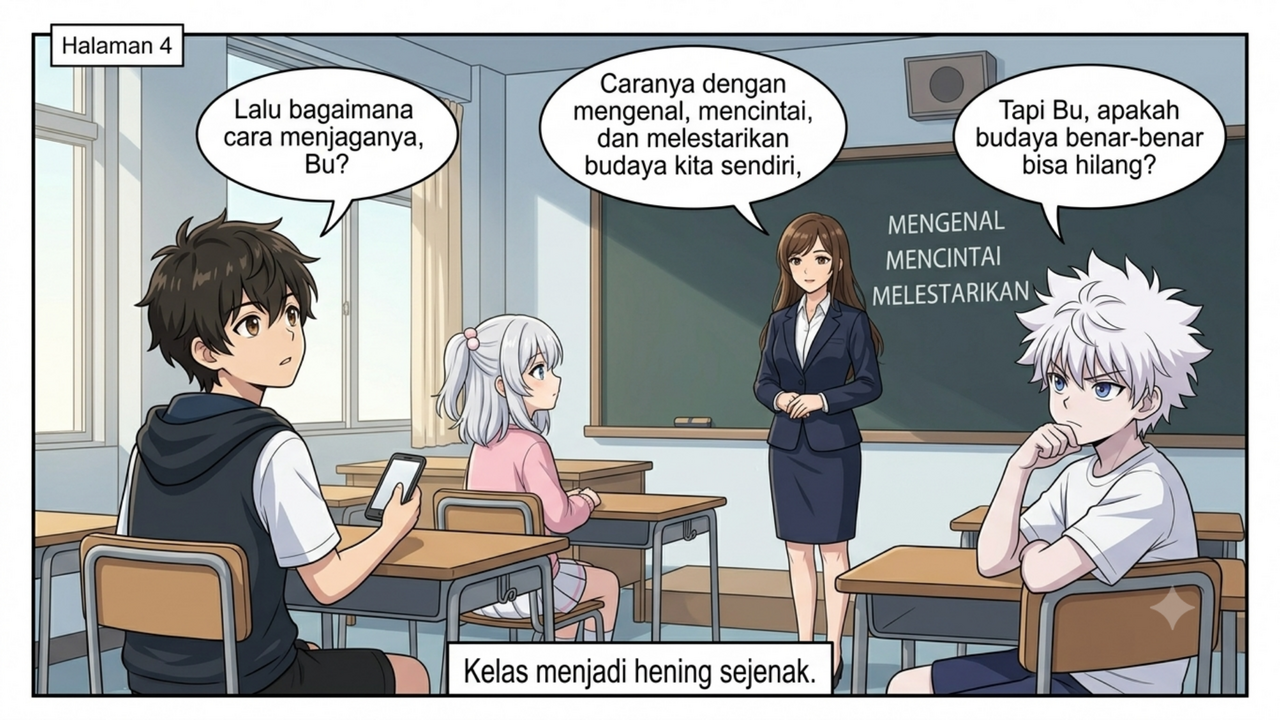 Halaman 4
Lalu bagaimana
cara menjaganya,
Bu?
Caranya dengan
mengenal, mencintai,
dan melestarikan
budaya kita sendiri,
Tapi Bu, apakah
budaya benar-benar
bisa hilang?
MENGENAL
MENCINTAI
MELESTARIKAN
Kelas menjadi hening sejenak.